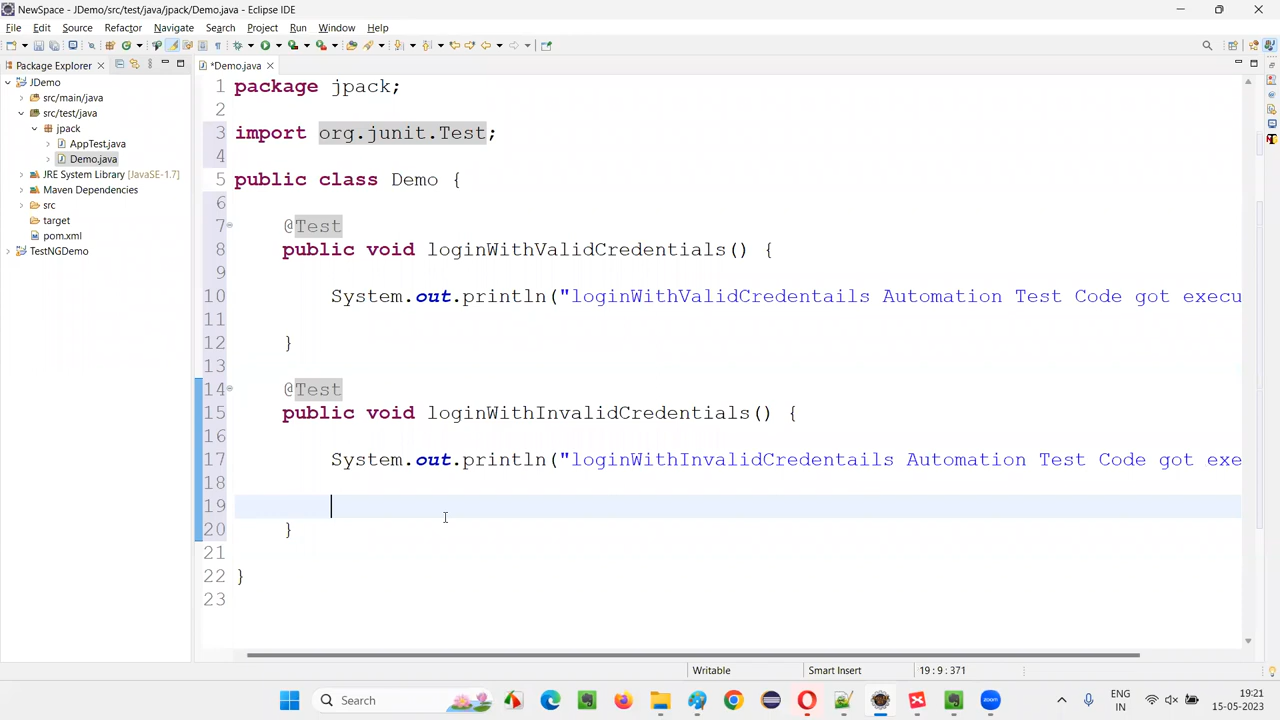 NewSpace - JDemo/src/test/java/jpack/Demo.java - Eclipse IDE
File Edit Source Refactor Navigate Search Project Run Window Help
Package Explorer
JDemo
src/main/java
src/test/java
jpack
AppTest.java
Demo.java
JRE System Library [JavaSE-1.7]
Maven Dependencies
src
target
pom.xml
TestNGDemo
*Demo.java
1 package jpack;
2
3 import org.junit.Test;
4
5 public class Demo {
6
7 @Test
8 public void loginWithValidCredentials() {
9
10 System.out.println("loginWithValidCredentails Automation Test Code got execu
11
12 }
13
14 @Test
15 public void loginWithInvalidCredentials() {
16
17 System.out.println("loginWithInvalidCredentails Automation Test Code got exe
18
19
20 }
21
22 }
23
Writable Smart Insert 19 : 9 : 371
Search
ENG
IN
19:21
15-05-2023